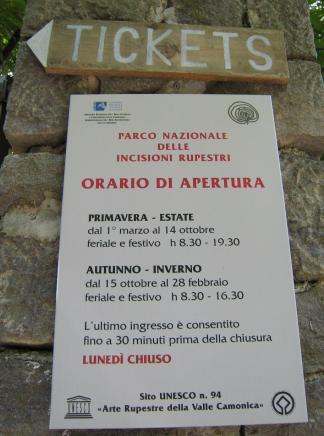 TICKETS
PARCO NAZIONALE
DELLE
INCISIONI RUPESTRI
ORARIO DI APERTURA
PRIMAVERA - ESTATE
dal 1° marzo al 14 ottobre
feriale e festivo h 8.30 - 19.30
AUTUNNO - INVERNO
dal 15 ottobre al 28 febbraio
feriale e festivo h 8.30 - 16.30
L'ultimo ingresso è consentito
fino a 30 minuti prima della chiusura
LUNEDÌ CHIUSO
Sito UNESCO n. 94
«Arte Rupestre della Valle Camonica»
UNESCO